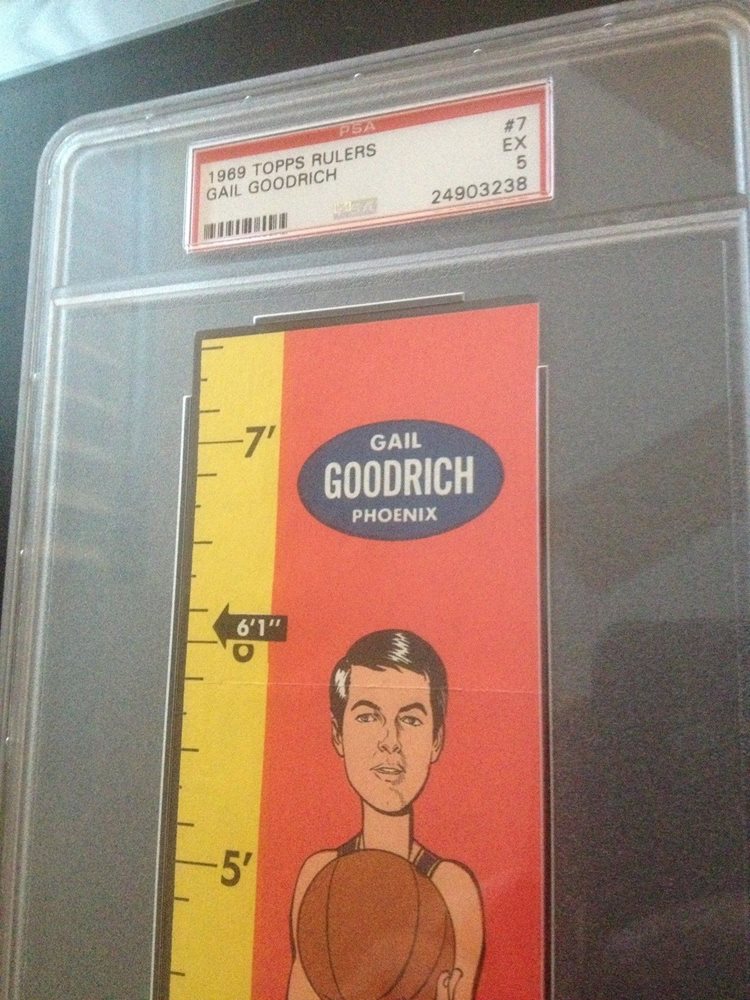 PSA
1969 TOPPS RULERS #7
GAIL GOODRICH EX
5
24903238
7'
GAIL
GOODRICH
PHOENIX
6'1"
6
5'